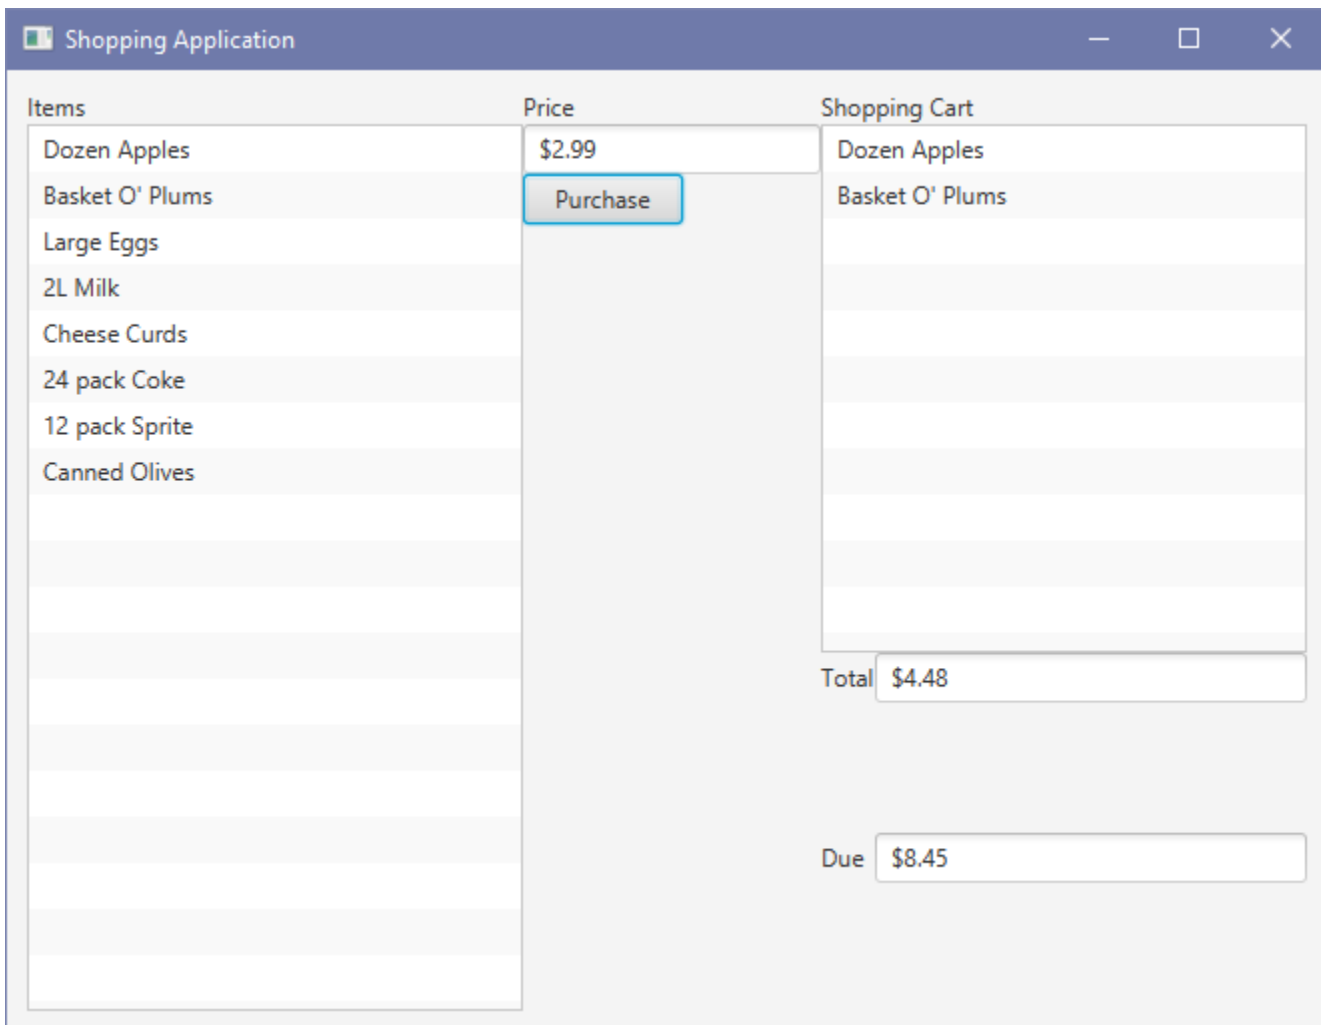 Shopping Application
Items
Dozen Apples
Basket O' Plums
Large Eggs
2L Milk
Cheese Curds
24 pack Coke
12 pack Sprite
Canned Olives
Price
$2.99
Purchase
Shopping Cart
Dozen Apples
Basket O' Plums
Total $4.48
Due $8.45